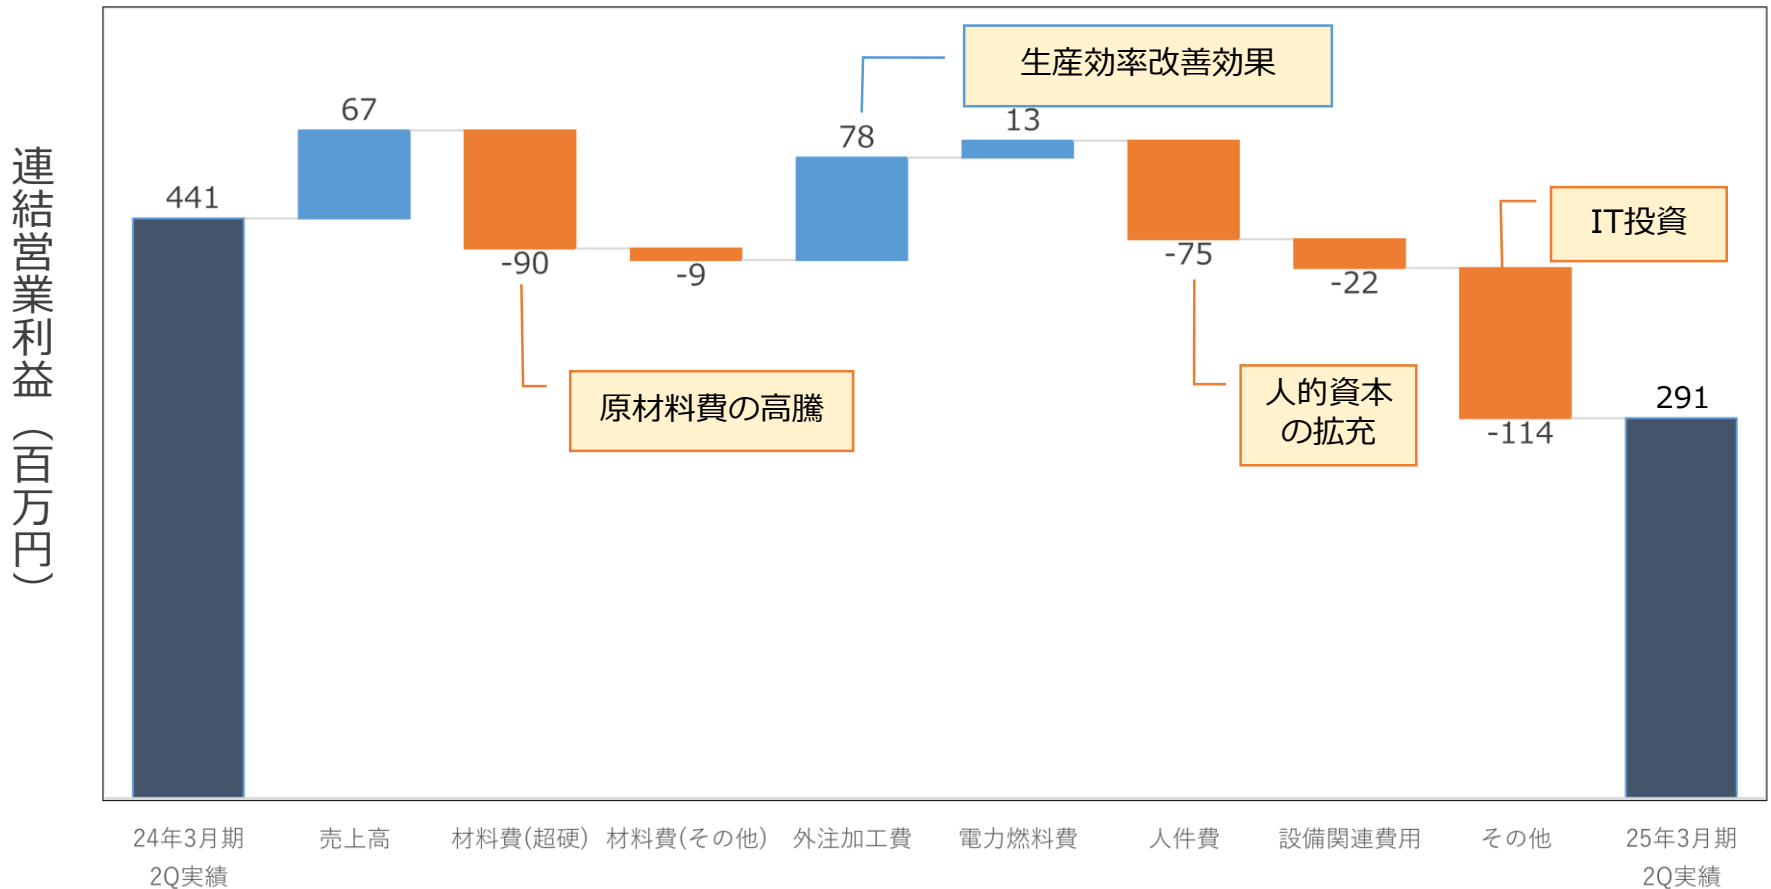 連結営業利益（百万円）
生産効率改善効果
441
67
-90
-9
78
13
-75
-22
-114
291
IT投資
原材料費の高騰
人的資本
の拡充
24年3月期
2Q実績
売上高
材料費(超硬)
材料費(その他)
外注加工費
電力燃料費
人件費
設備関連費用
その他
25年3月期
2Q実績